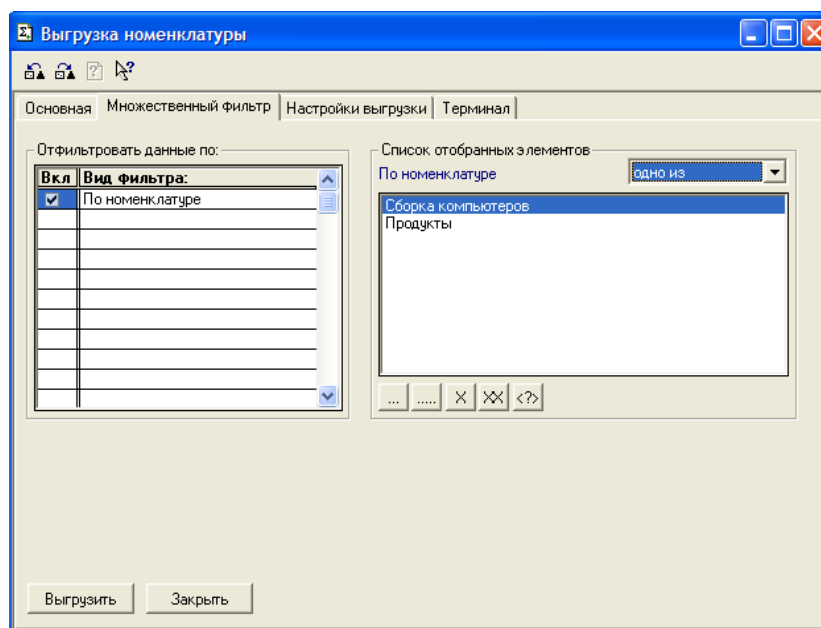 Выгрузка номенклатуры
Основная Множественный фильтр Настройки выгрузки Терминал
Отфильтровать данные по:
Вкл Вид фильтра:
По номенклатуре
Список отобранных элементов
По номенклатуре одно из
Сборка компьютеров
Продукты
... ..... X XX <?>
Выгрузить Закрыть